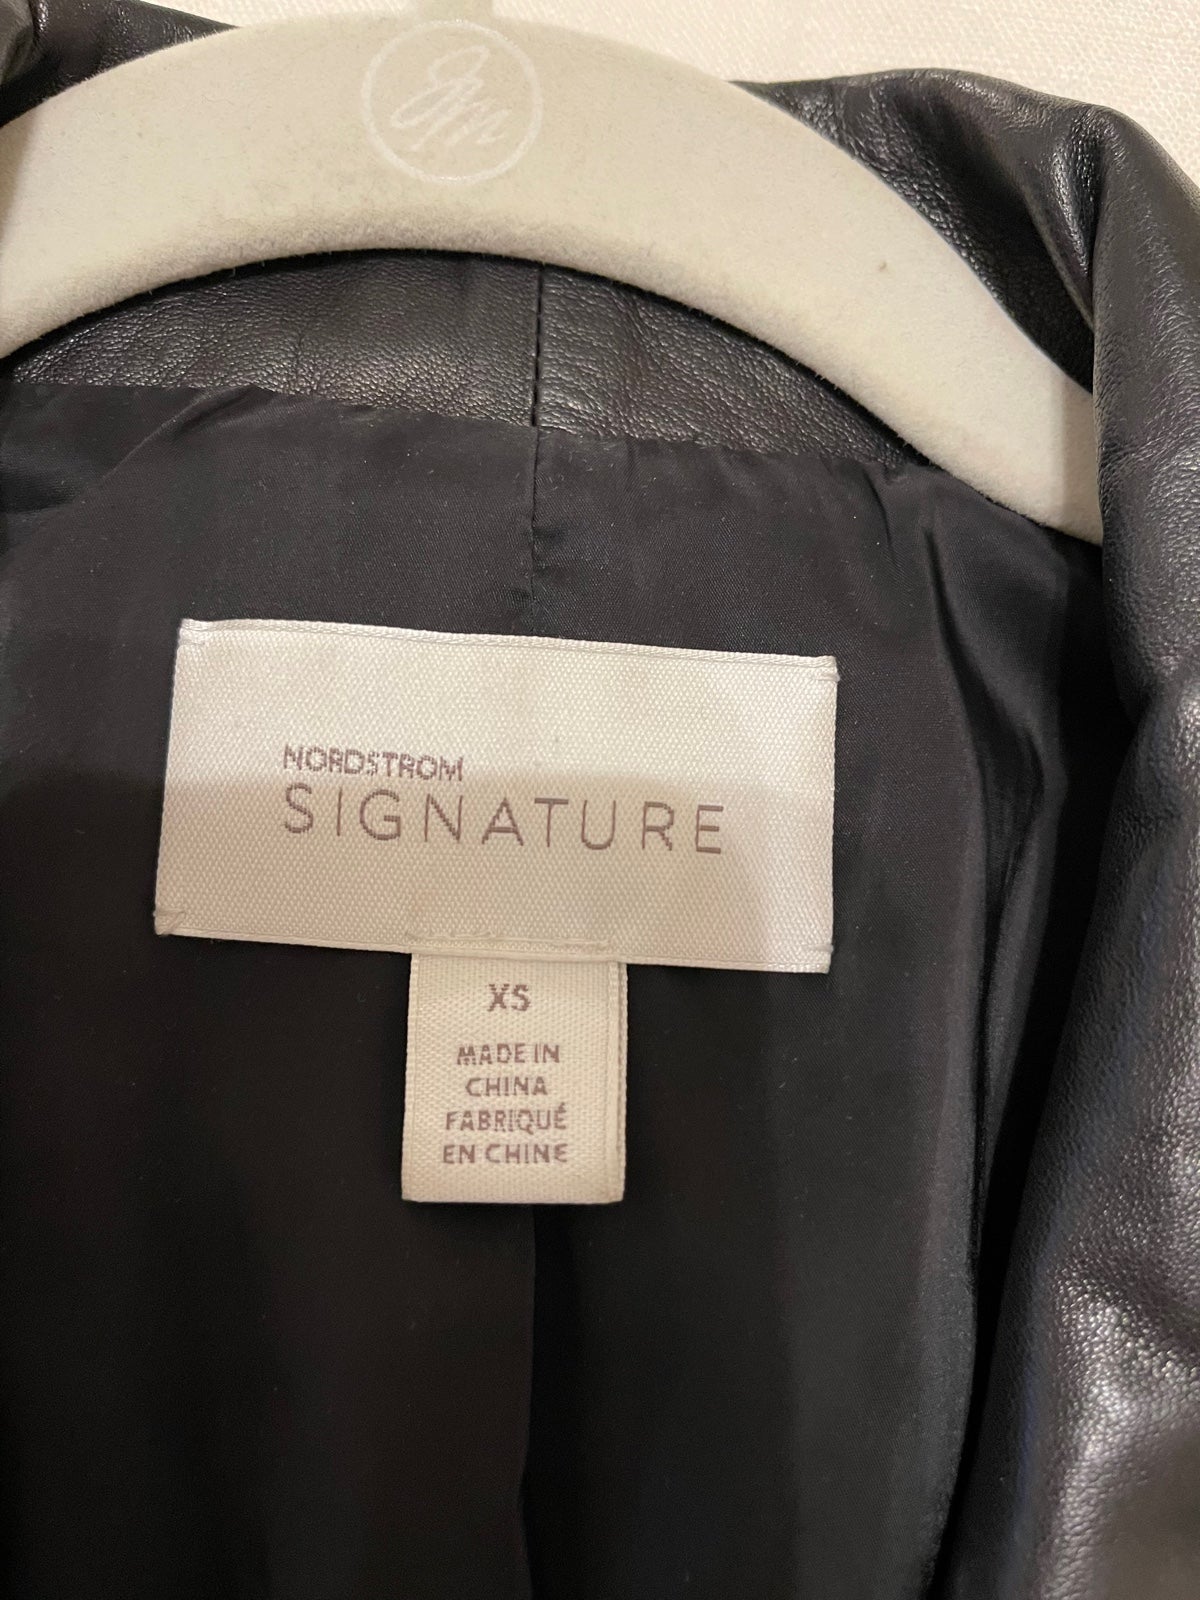 NORDSTROM
SIGNATURE
XS
MADE IN
CHINA
FABRIQUÉ
EN CHINE